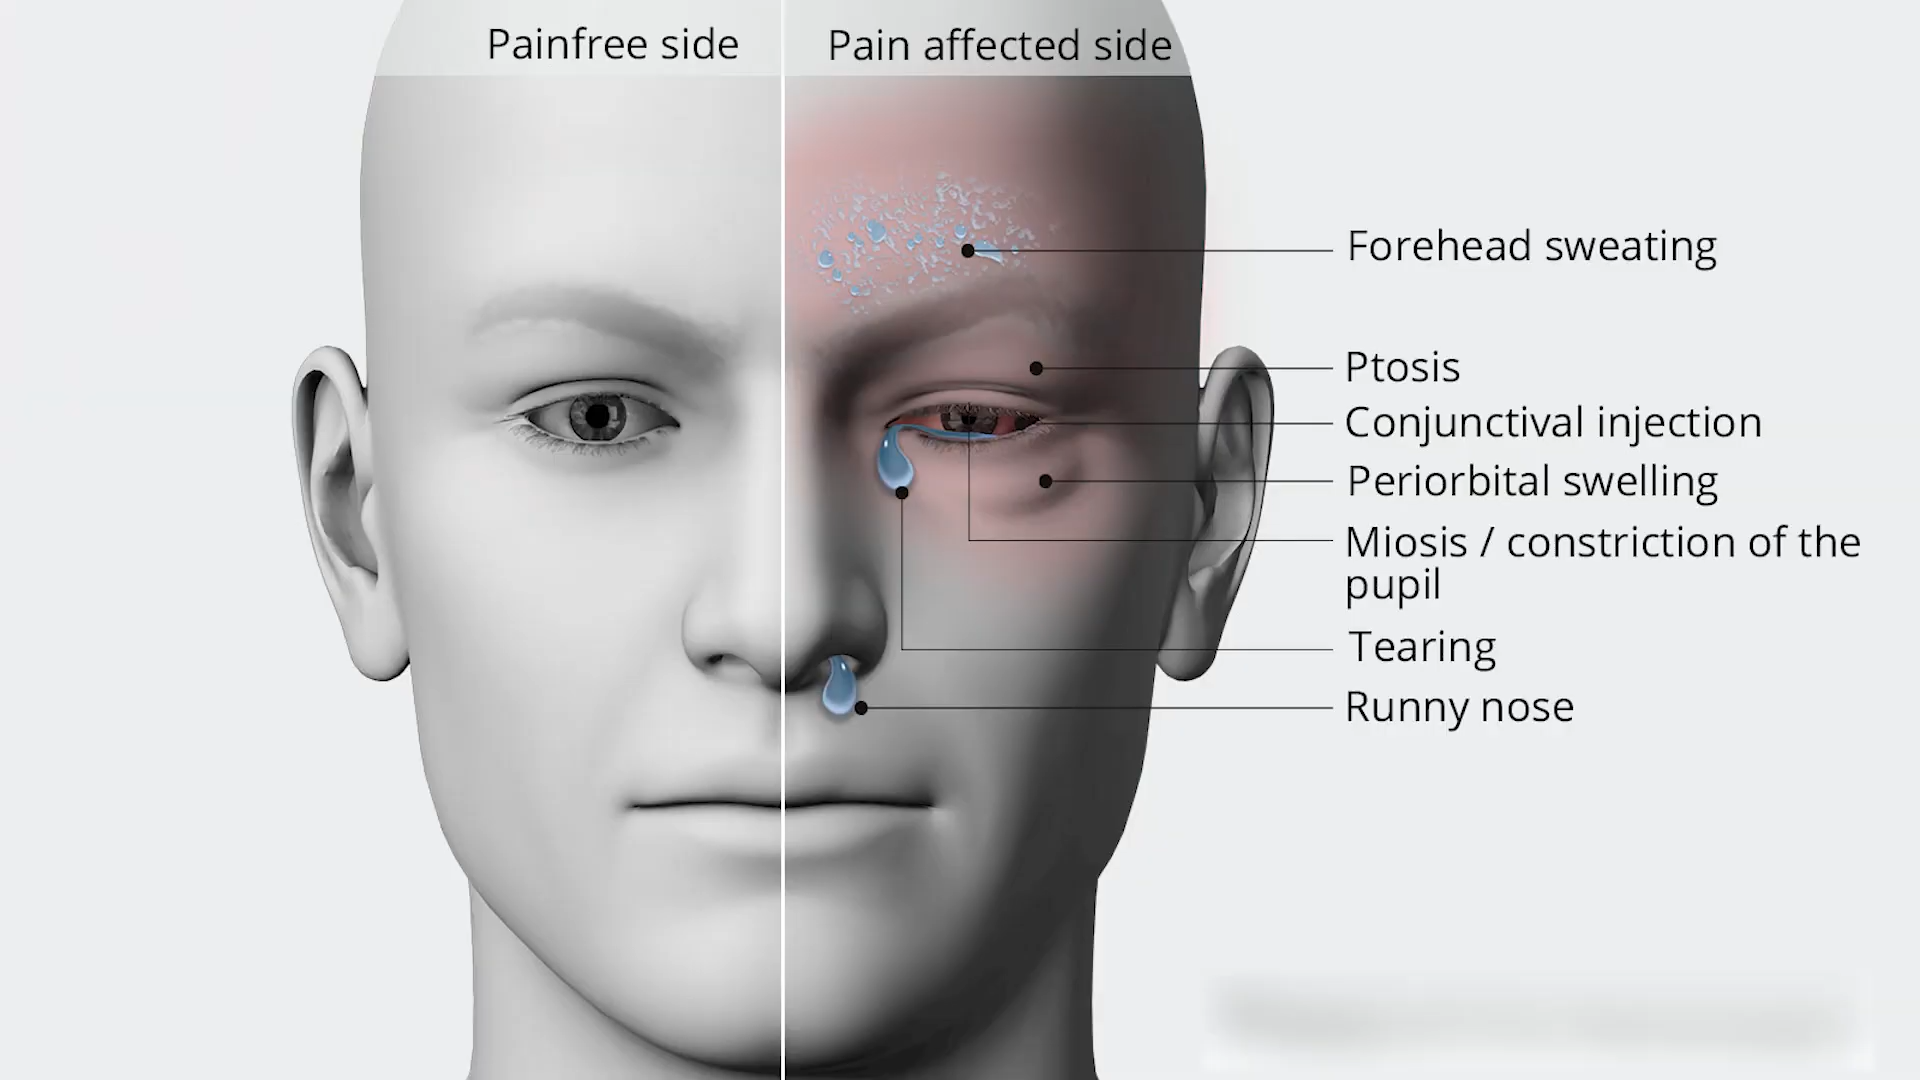 Painfree side
Pain affected side
Forehead sweating
Ptosis
Conjunctival injection
Periorbital swelling
Miosis / constriction of the
pupil
Tearing
Runny nose